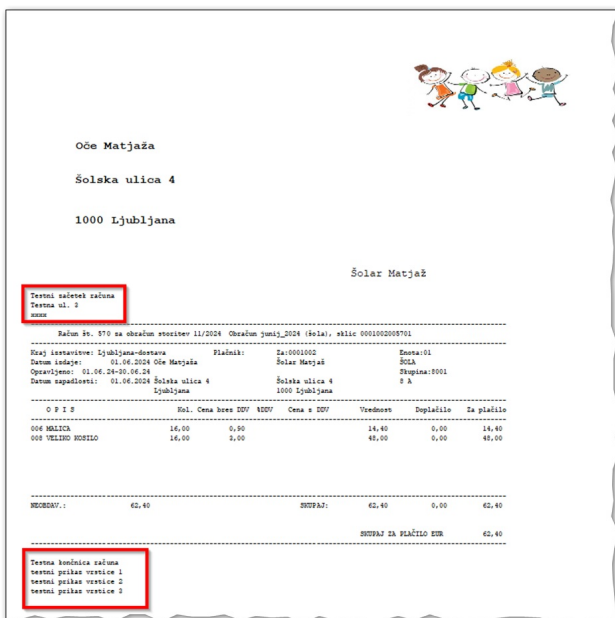 Oče Matjaža
Šolska ulica 4
1000 Ljubljana
Šolar Matjaž
Testni začetek računa
Testna ul. 3
xxxx
Račun št. 570 za obračun storitev 11/2024 Obračun junij_2024 (šola), sklic 0001002005701
Kraj izstavitve: Ljubljana-dostava Plačnik: Za:0001002 Enota:01
Datum izdaje: 01.06.2024 Oče Matjaža Šolar Matjaž ŠOLA
Opravljeno: 01.06.24-30.06.24 Skupina:8001
Datum zapadlosti: 01.06.2024 Šolska ulica 4 Šolska ulica 4 8 A
Ljubljana 1000 Ljubljana
O P I S Kol. Cena brez DDV %DDV Cena z DDV Vrednost Doplačilo Za plačilo
006 MALICA 16,00 0,90 14,40 0,00 14,40
008 VELIKO KOSILO 16,00 3,00 48,00 0,00 48,00
NEOBDAV.: 62,40 SKUPAJ: 62,40 0,00 62,40
SKUPAJ ZA PLAČILO EUR 62,40
Testna končnica računa
testni prikaz vrstice 1
testni prikaz vrstice 2
testni prikaz vrstice 3